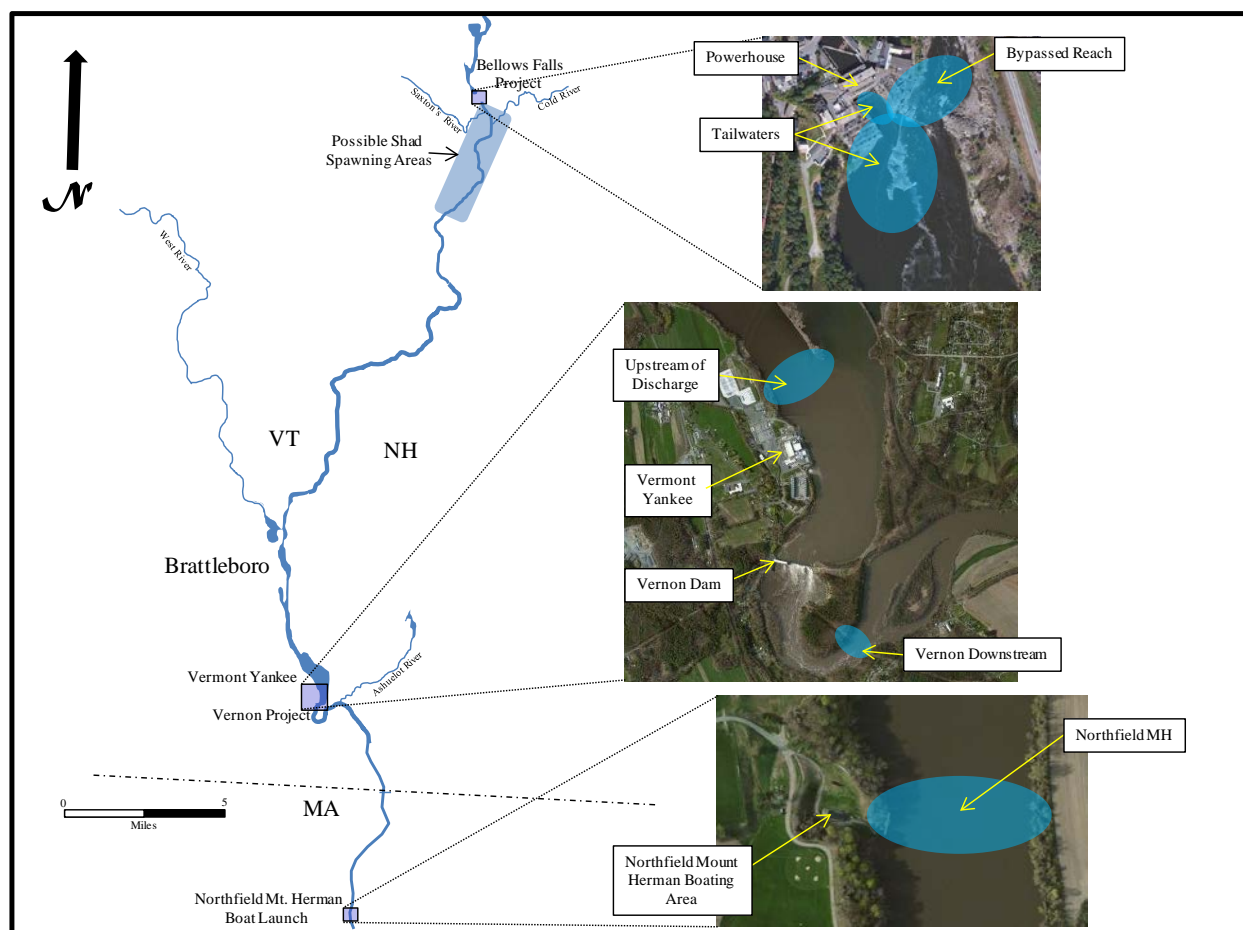 Bellows Falls
Project
Saxton's River
Cold River
Possible Shad
Spawning Areas
N
West River
VT
NH
Brattleboro
Vermont Yankee
Vernon Project
Ashuelot River
0
5
Miles
MA
Northfield Mt. Herman
Boat Launch
Powerhouse
Bypassed Reach
Tailwaters
Upstream of
Discharge
Vermont
Yankee
Vernon Dam
Vernon Downstream
Northfield MH
Northfield Mount
Herman Boating
Area